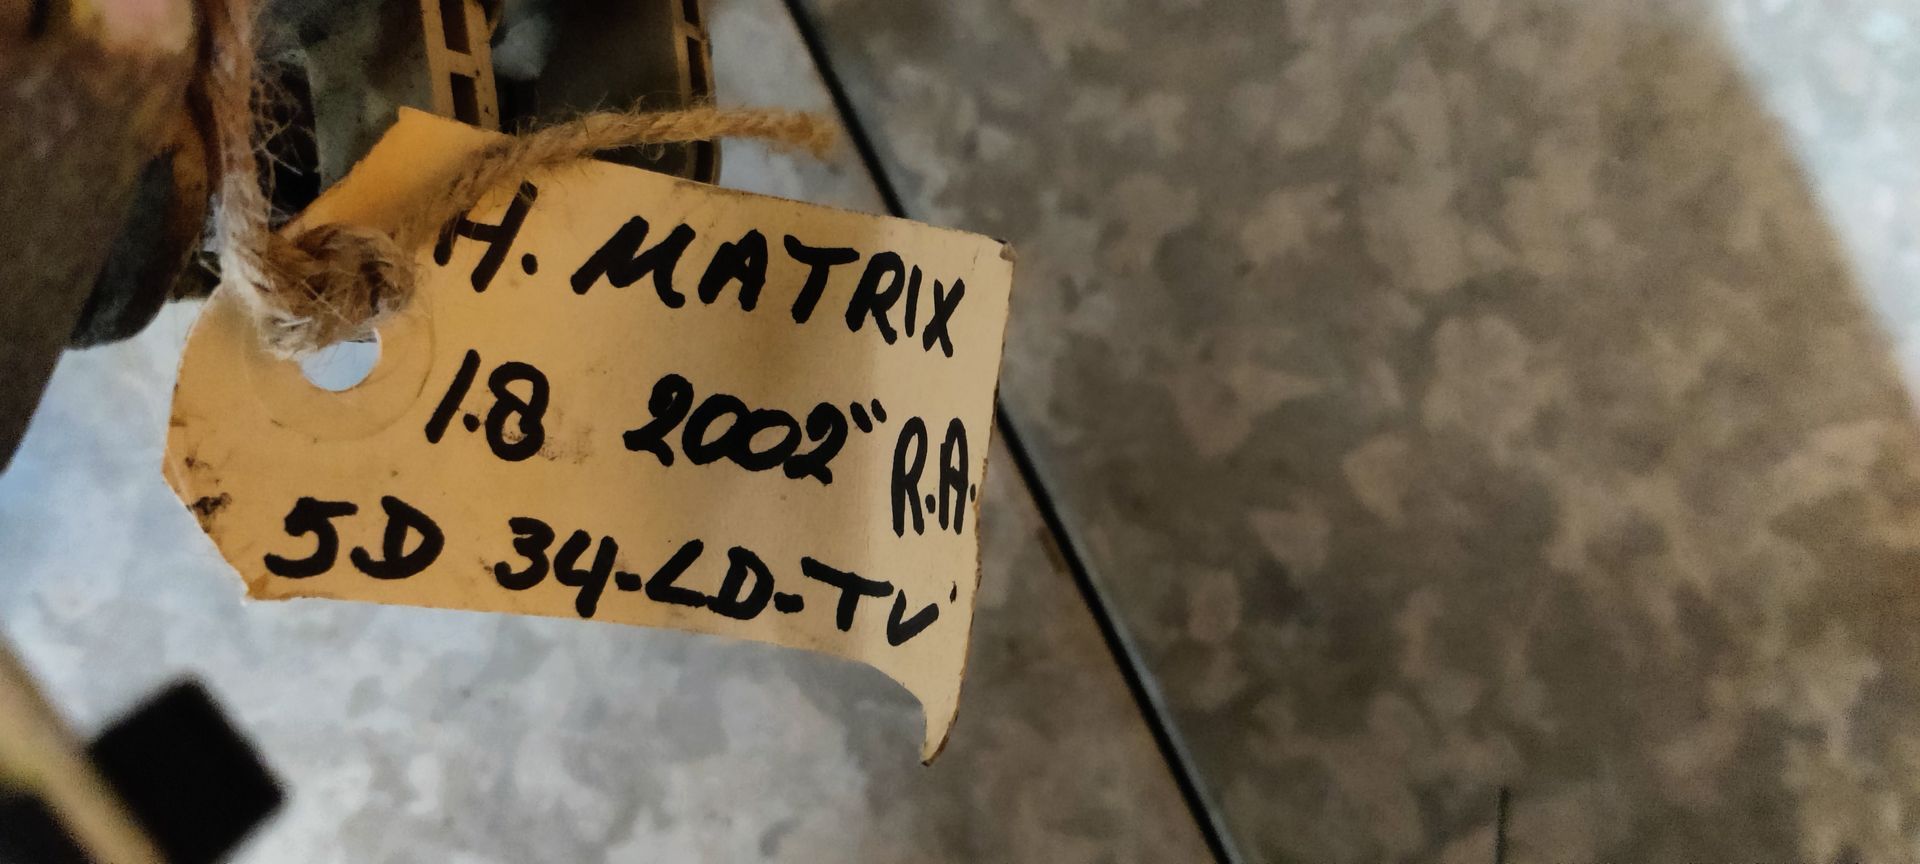 H. MATRIX
1.8 2002" R.A.
5D 34-LD-TV